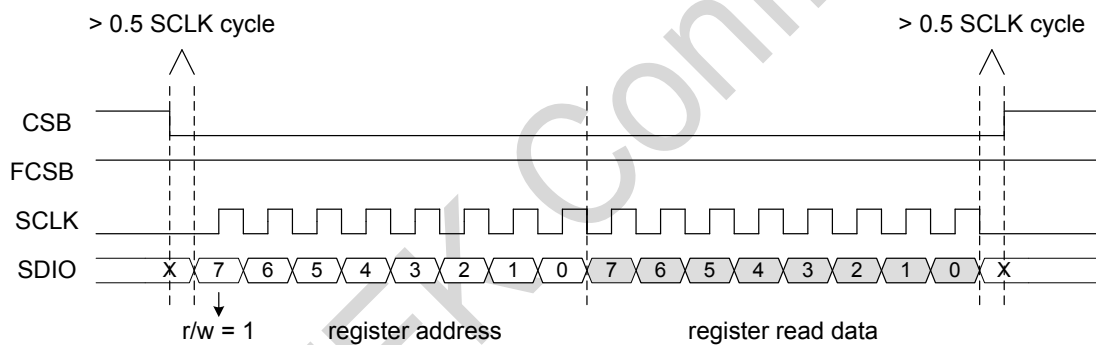 > 0.5 SCLK cycle > 0.5 SCLK cycle
CSB
FCSB
SCLK
SDIO X 7 6 5 4 3 2 1 0 7 6 5 4 3 2 1 0 X
r/w = 1 register address register read data